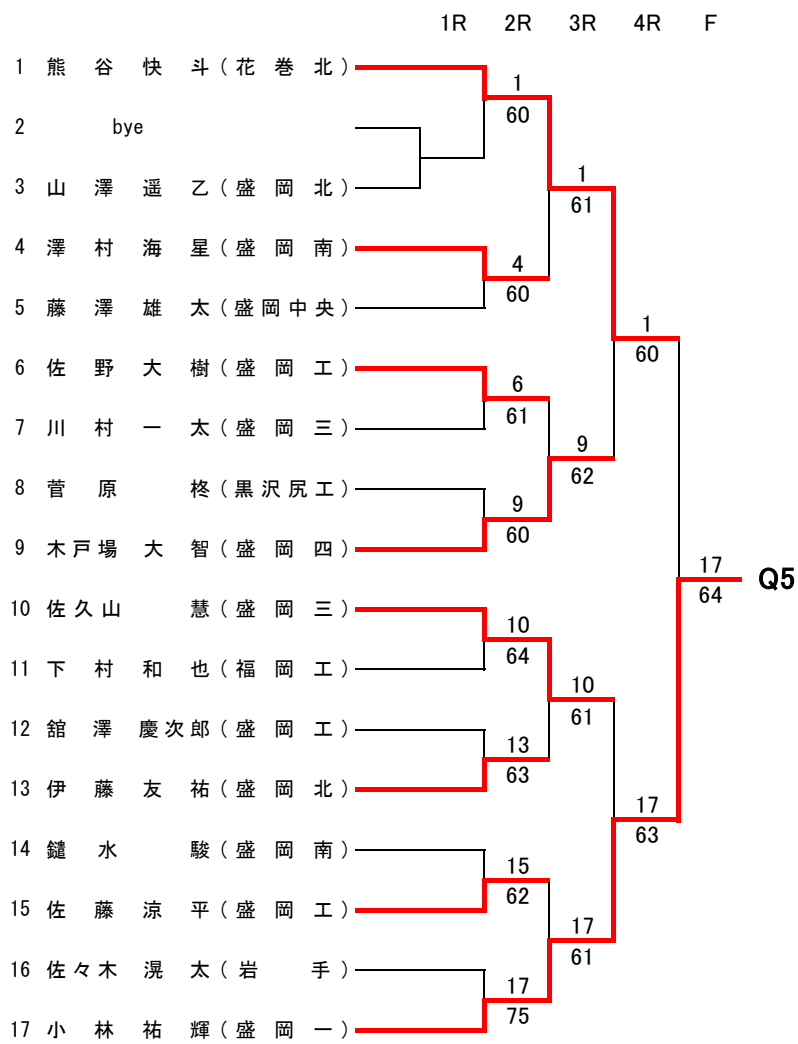 1R 2R 3R 4R F
1 熊谷快斗(花巻北)
1
60
2 bye
3 山澤遥乙(盛岡北)
1
61
4 澤村海星(盛岡南)
4
60
5 藤澤雄太(盛岡中央)
1
60
6 佐野大樹(盛岡工)
6
61
7 川村一太(盛岡三)
9
62
8 菅原柊(黒沢尻工)
9
60
9 木戸場大智(盛岡四)
17
64
Q5
10 佐久山慧(盛岡三)
10
64
11 下村和也(福岡工)
10
61
12 舘澤慶次郎(盛岡工)
13
63
13 伊藤友祐(盛岡北)
17
63
14 鑓水駿(盛岡南)
15
62
15 佐藤涼平(盛岡工)
17
61
16 佐々木滉太(岩手)
17
75
17 小林祐輝(盛岡一)